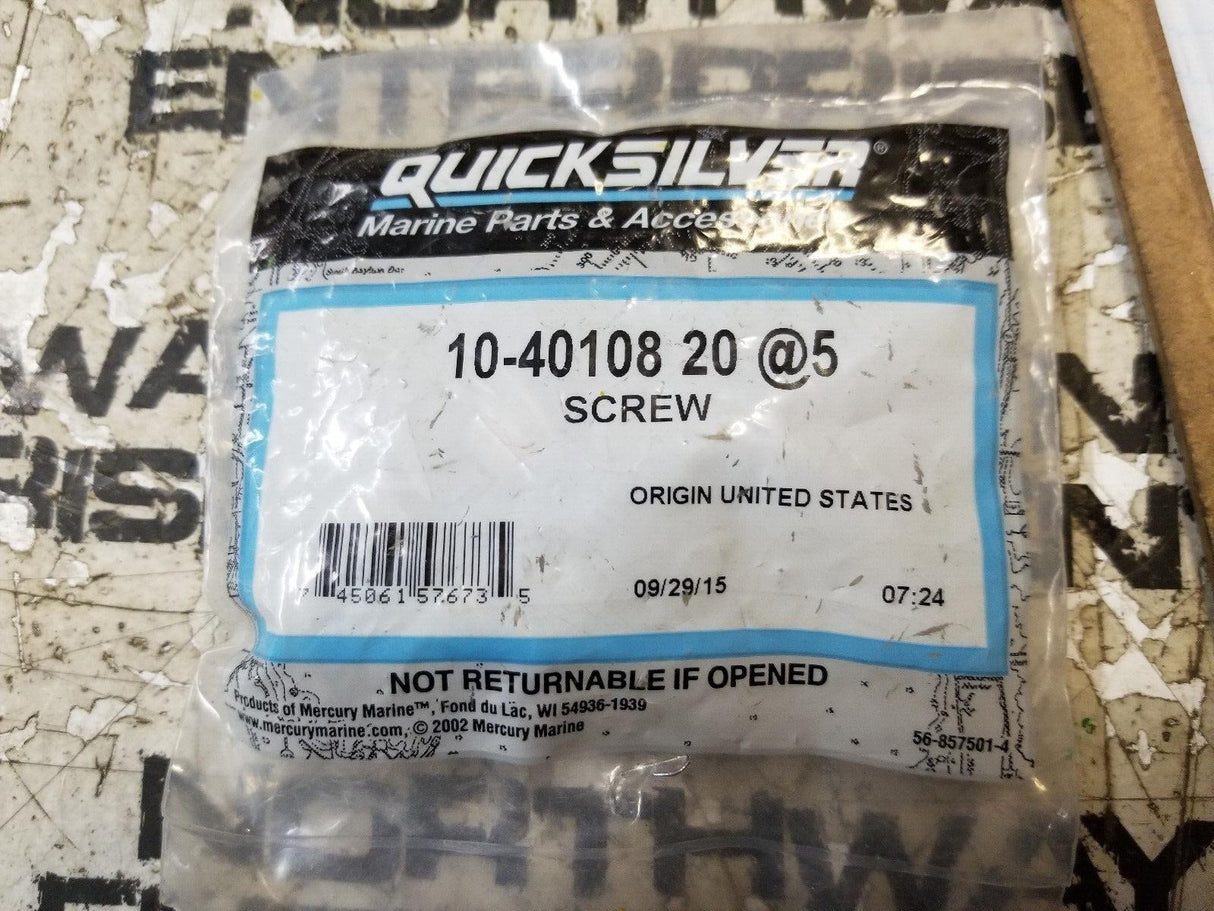 QUICKSILVER®
Marine Parts &
10-40108 20 @5
SCREW
ORIGIN UNITED STATES
7 45061 57673 5
09/29/15 07:24
NOT RETURNABLE IF OPENED
Products of Mercury Marine™, Fond du Lac, WI 54936-1939
www.mercurymarine.com, © 2002 Mercury Marine
56-857501-4
NORTHWAY